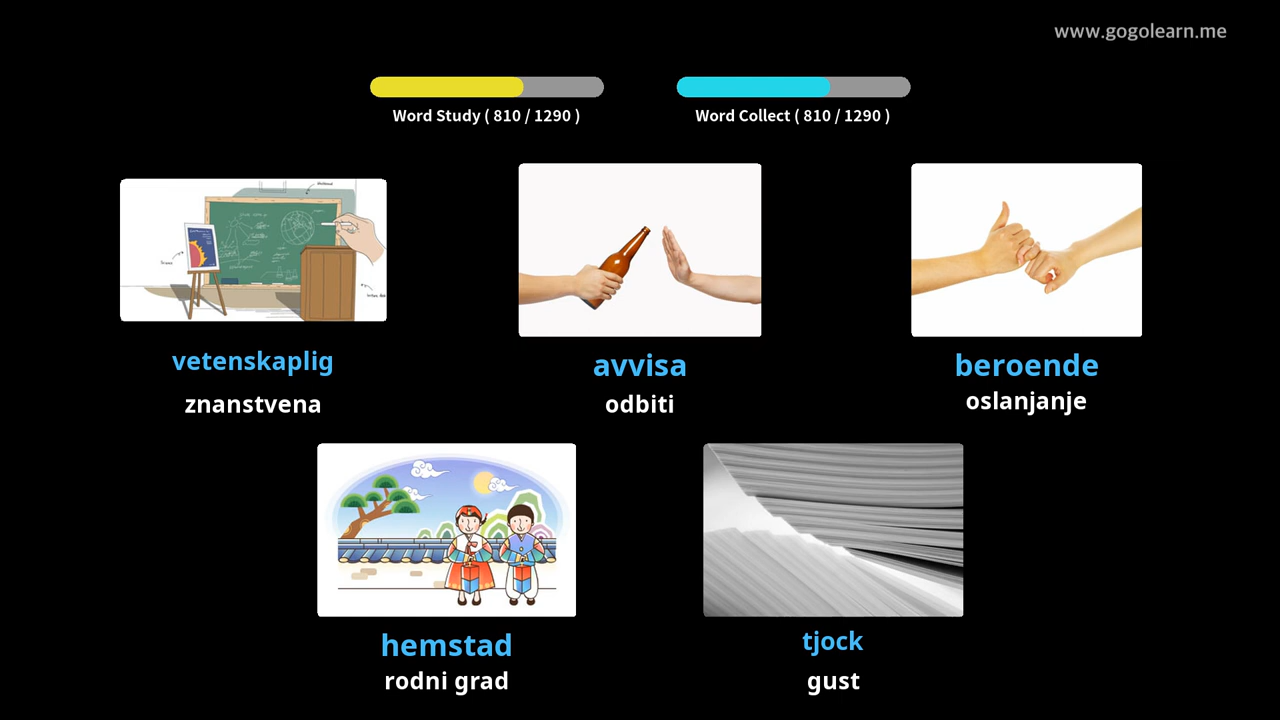 www.gogolearn.me
Word Study ( 810 / 1290 )
Word Collect ( 810 / 1290 )
vetenskaplig
znanstvena
avvisa
odbiti
beroende
oslanjanje
hemstad
rodni grad
tjock
gust